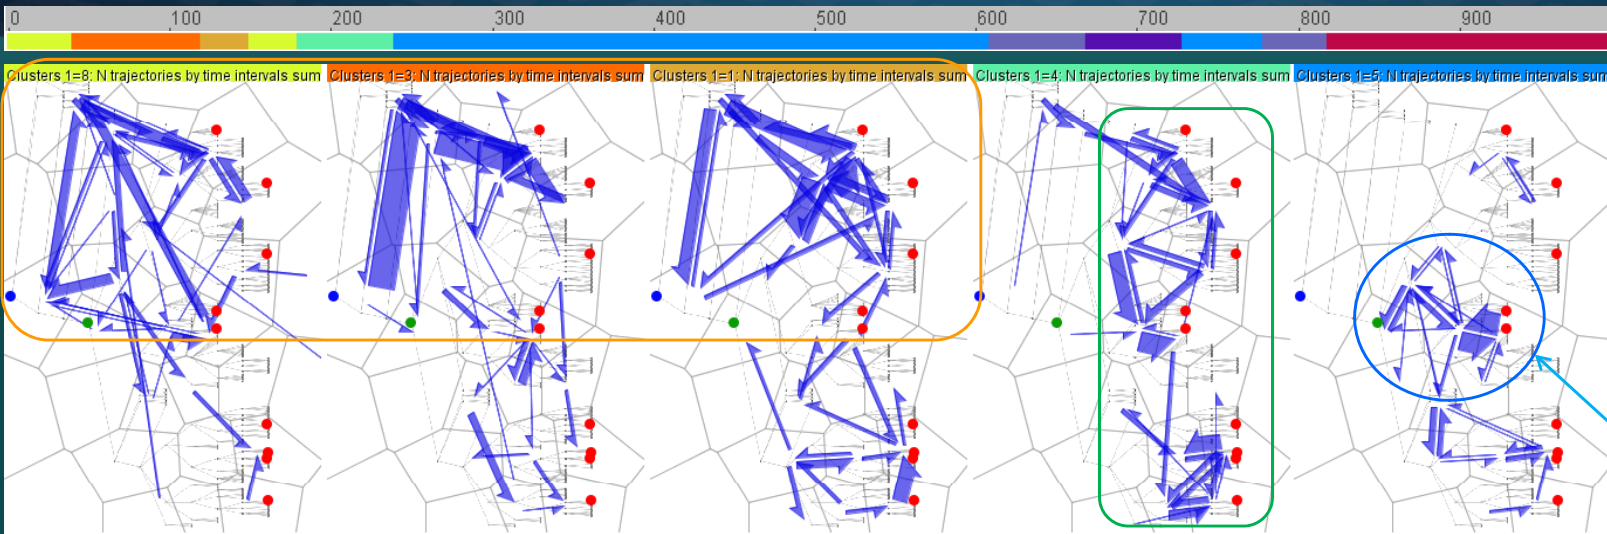 0 100 200 300 400 500 600 700 800 900
Clusters 1=8: N trajectories by time intervals sum
Clusters 1=3: N trajectories by time intervals sum
Clusters 1=1: N trajectories by time intervals sum
Clusters 1=4: N trajectories by time intervals sum
Clusters 1=5: N trajectories by time intervals sum